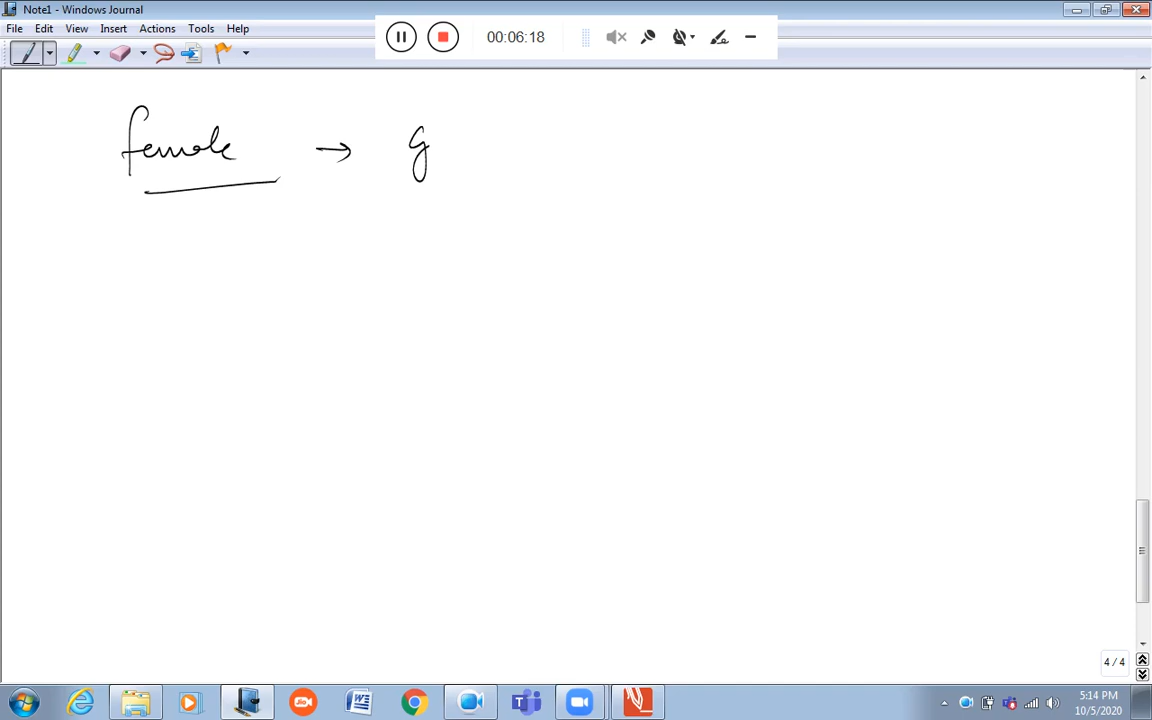 Note1 - Windows Journal
File Edit View Insert Actions Tools Help
00:06:18
female → g
4 / 4
5:14 PM
10/5/2020